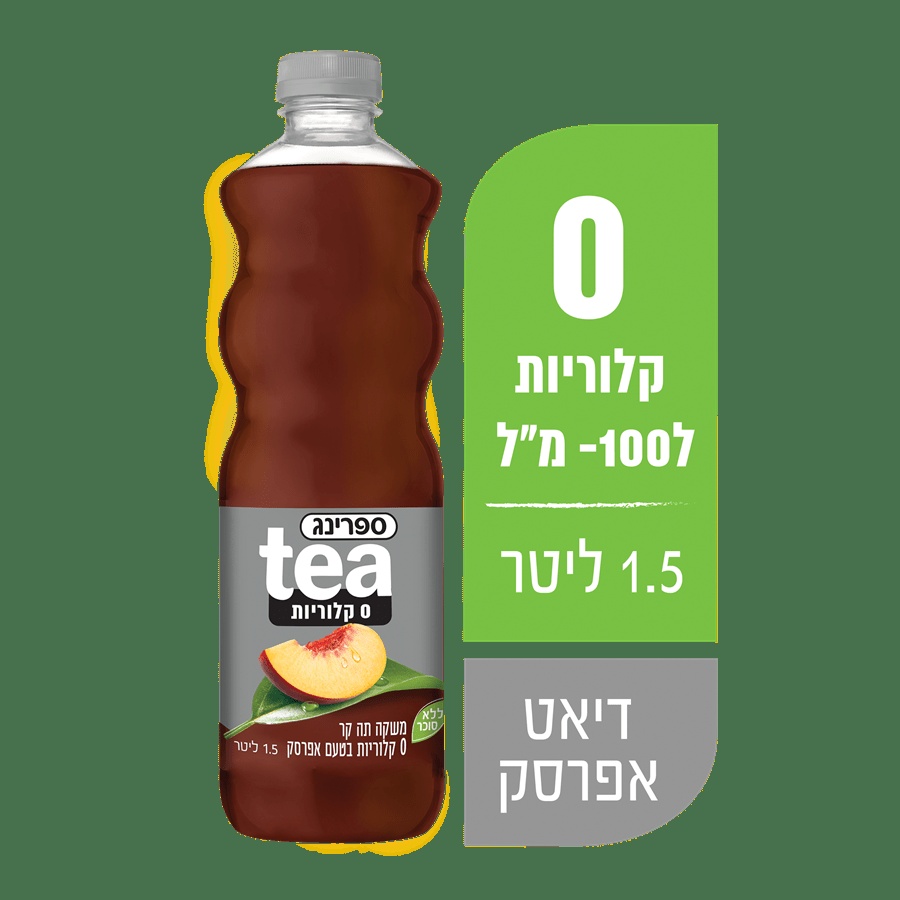 ספרינג
tea
0 קלוריות
ללא
סוכר
משקה תה קר
0 קלוריות בטעם אפרסק 1.5 ליטר
0
קלוריות
ל100- מ"ל
1.5 ליטר
דיאט
אפרסק